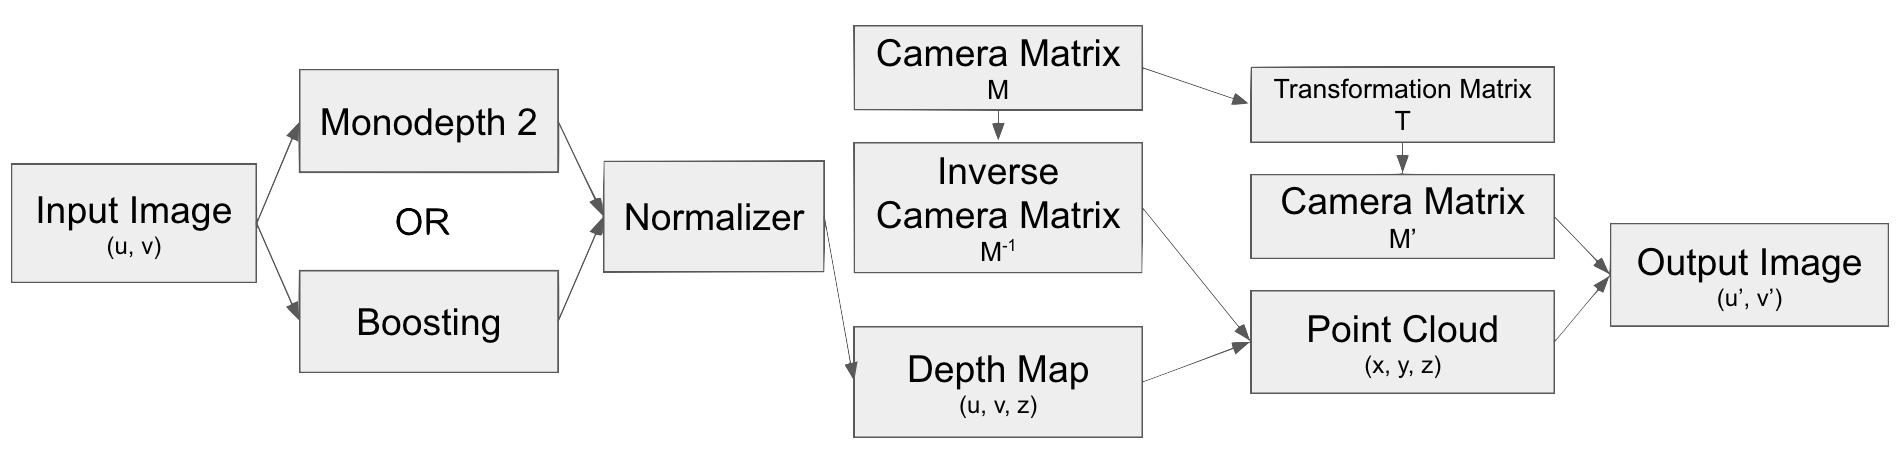 Input Image
(u, v)
Monodepth 2
OR
Boosting
Normalizer
Camera Matrix
M
Inverse
Camera Matrix
M⁻¹
Depth Map
(u, v, z)
Transformation Matrix
T
Camera Matrix
M’
Point Cloud
(x, y, z)
Output Image
(u’, v’)